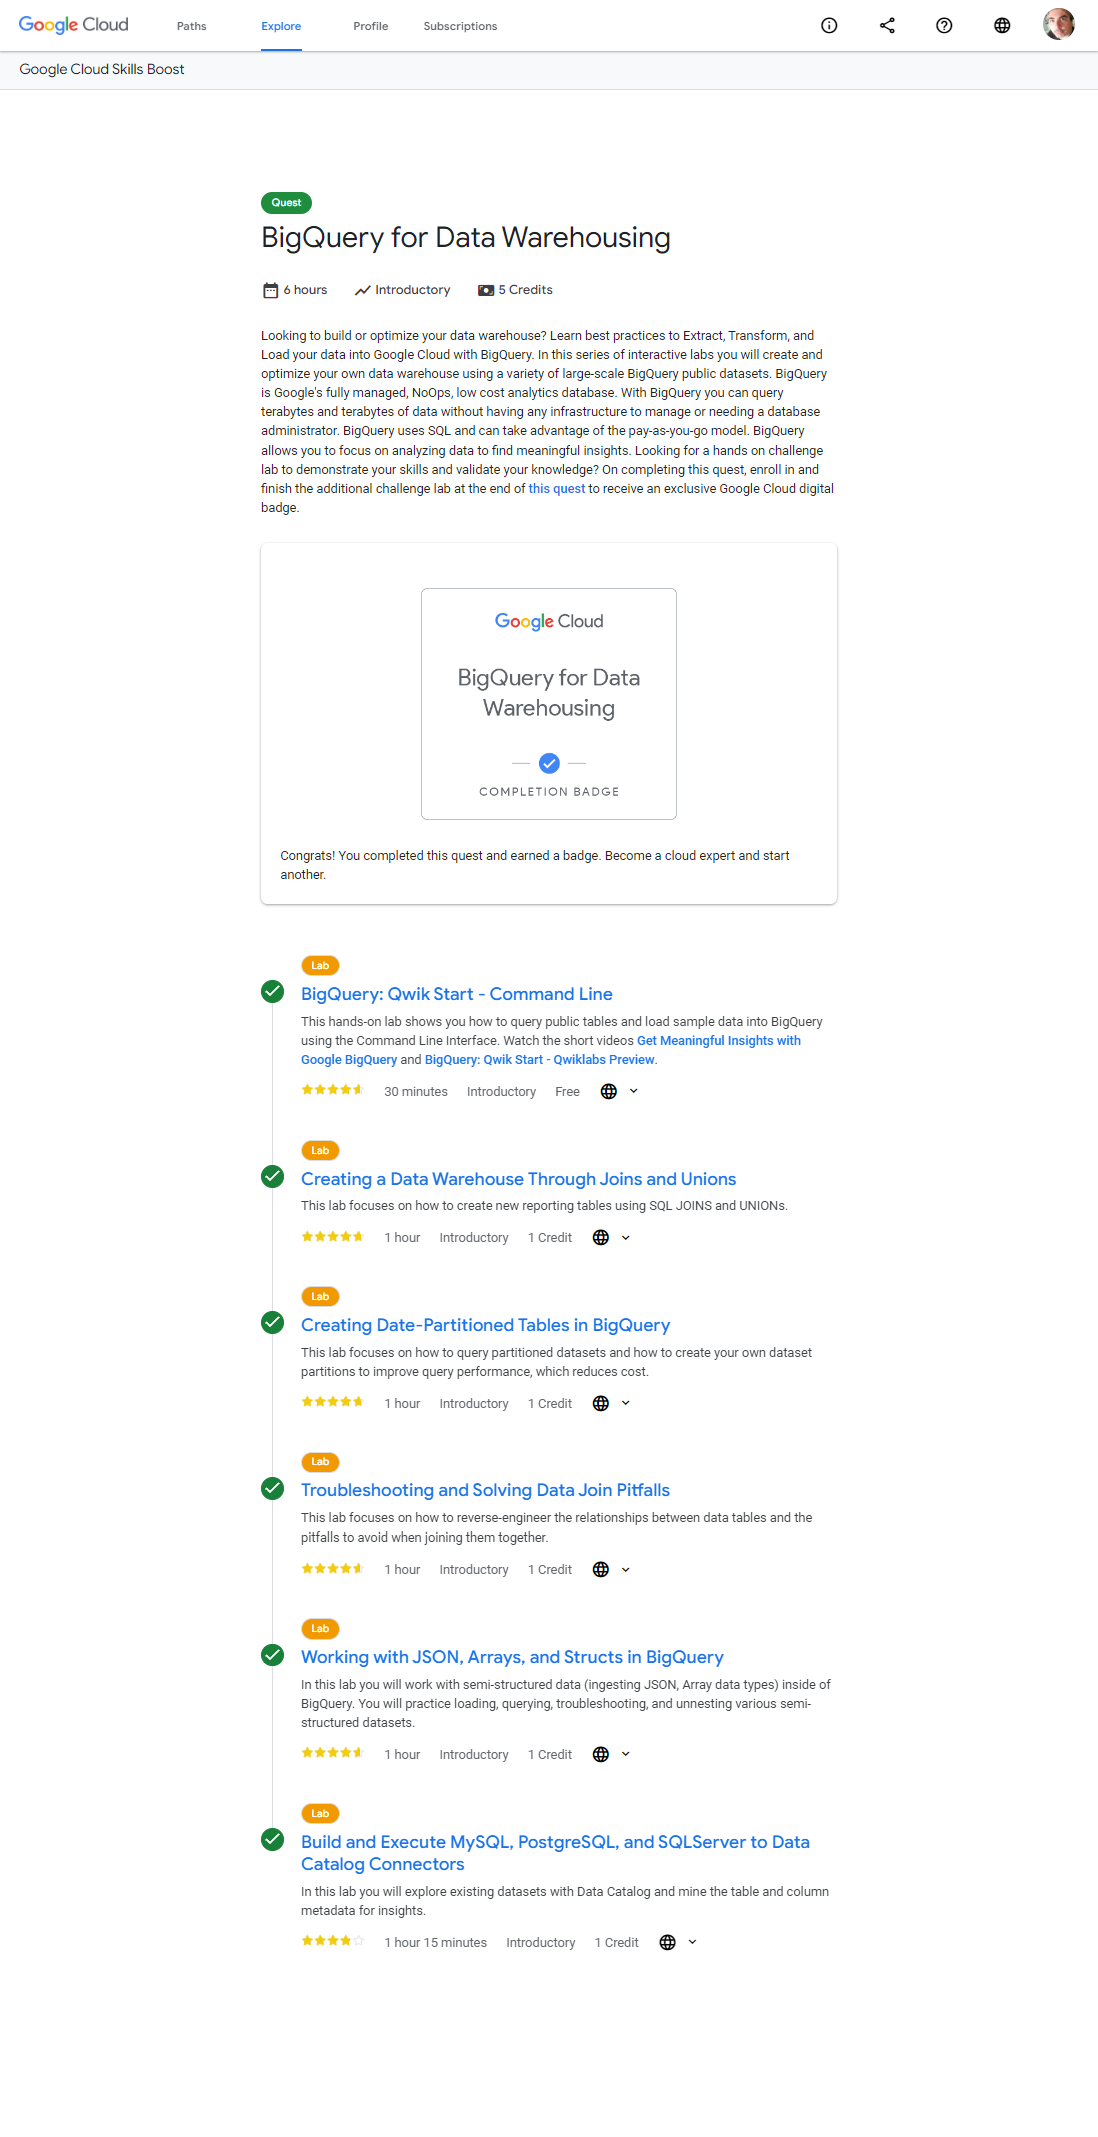 Google Cloud Paths Explore Profile Subscriptions
Google Cloud Skills Boost
Quest
BigQuery for Data Warehousing
6 hours Introductory 5 Credits
Looking to build or optimize your data warehouse? Learn best practices to Extract, Transform, and
Load your data into Google Cloud with BigQuery. In this series of interactive labs you will create and
optimize your own data warehouse using a variety of large-scale BigQuery public datasets. BigQuery
is Google's fully managed, NoOps, low cost analytics database. With BigQuery you can query
terabytes and terabytes of data without having any infrastructure to manage or needing a database
administrator. BigQuery uses SQL and can take advantage of the pay-as-you-go model. BigQuery
allows you to focus on analyzing data to find meaningful insights. Looking for a hands on challenge
lab to demonstrate your skills and validate your knowledge? On completing this quest, enroll in and
finish the additional challenge lab at the end of this quest to receive an exclusive Google Cloud digital
badge.
Google Cloud
BigQuery for Data
Warehousing
COMPLETION BADGE
Congrats! You completed this quest and earned a badge. Become a cloud expert and start
another.
Lab
BigQuery: Qwik Start - Command Line
This hands-on lab shows you how to query public tables and load sample data into BigQuery
using the Command Line Interface. Watch the short videos Get Meaningful Insights with
Google BigQuery and BigQuery: Qwik Start - Qwiklabs Preview.
30 minutes Introductory Free
Lab
Creating a Data Warehouse Through Joins and Unions
This lab focuses on how to create new reporting tables using SQL JOINS and UNIONs.
1 hour Introductory 1 Credit
Lab
Creating Date-Partitioned Tables in BigQuery
This lab focuses on how to query partitioned datasets and how to create your own dataset
partitions to improve query performance, which reduces cost.
1 hour Introductory 1 Credit
Lab
Troubleshooting and Solving Data Join Pitfalls
This lab focuses on how to reverse-engineer the relationships between data tables and the
pitfalls to avoid when joining them together.
1 hour Introductory 1 Credit
Lab
Working with JSON, Arrays, and Structs in BigQuery
In this lab you will work with semi-structured data (ingesting JSON, Array data types) inside of
BigQuery. You will practice loading, querying, troubleshooting, and unnesting various semi-
structured datasets.
1 hour Introductory 1 Credit
Lab
Build and Execute MySQL, PostgreSQL, and SQLServer to Data
Catalog Connectors
In this lab you will explore existing datasets with Data Catalog and mine the table and column
metadata for insights.
1 hour 15 minutes Introductory 1 Credit